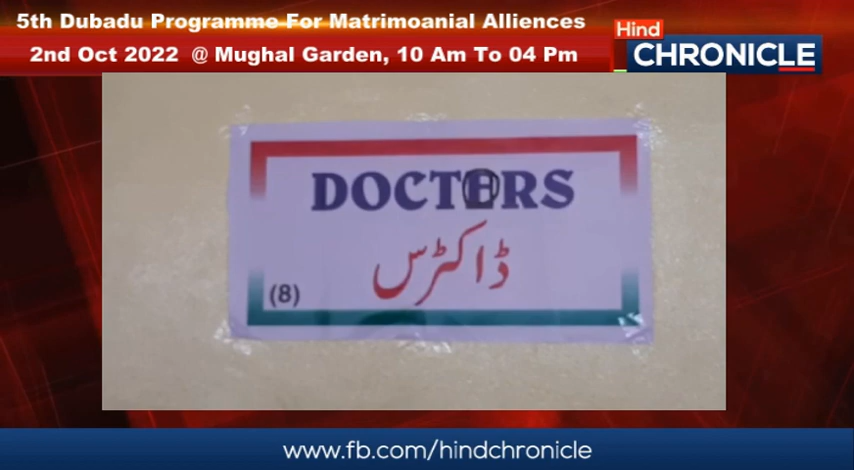 5th Dubadu Programme For Matrimoanial Alliences
2nd Oct 2022 @ Mughal Garden, 10 Am To 04 Pm
Hind
CHRONICLE
DOCTERS
ڈاکٹرس
(8)
www.fb.com/hindchronicle